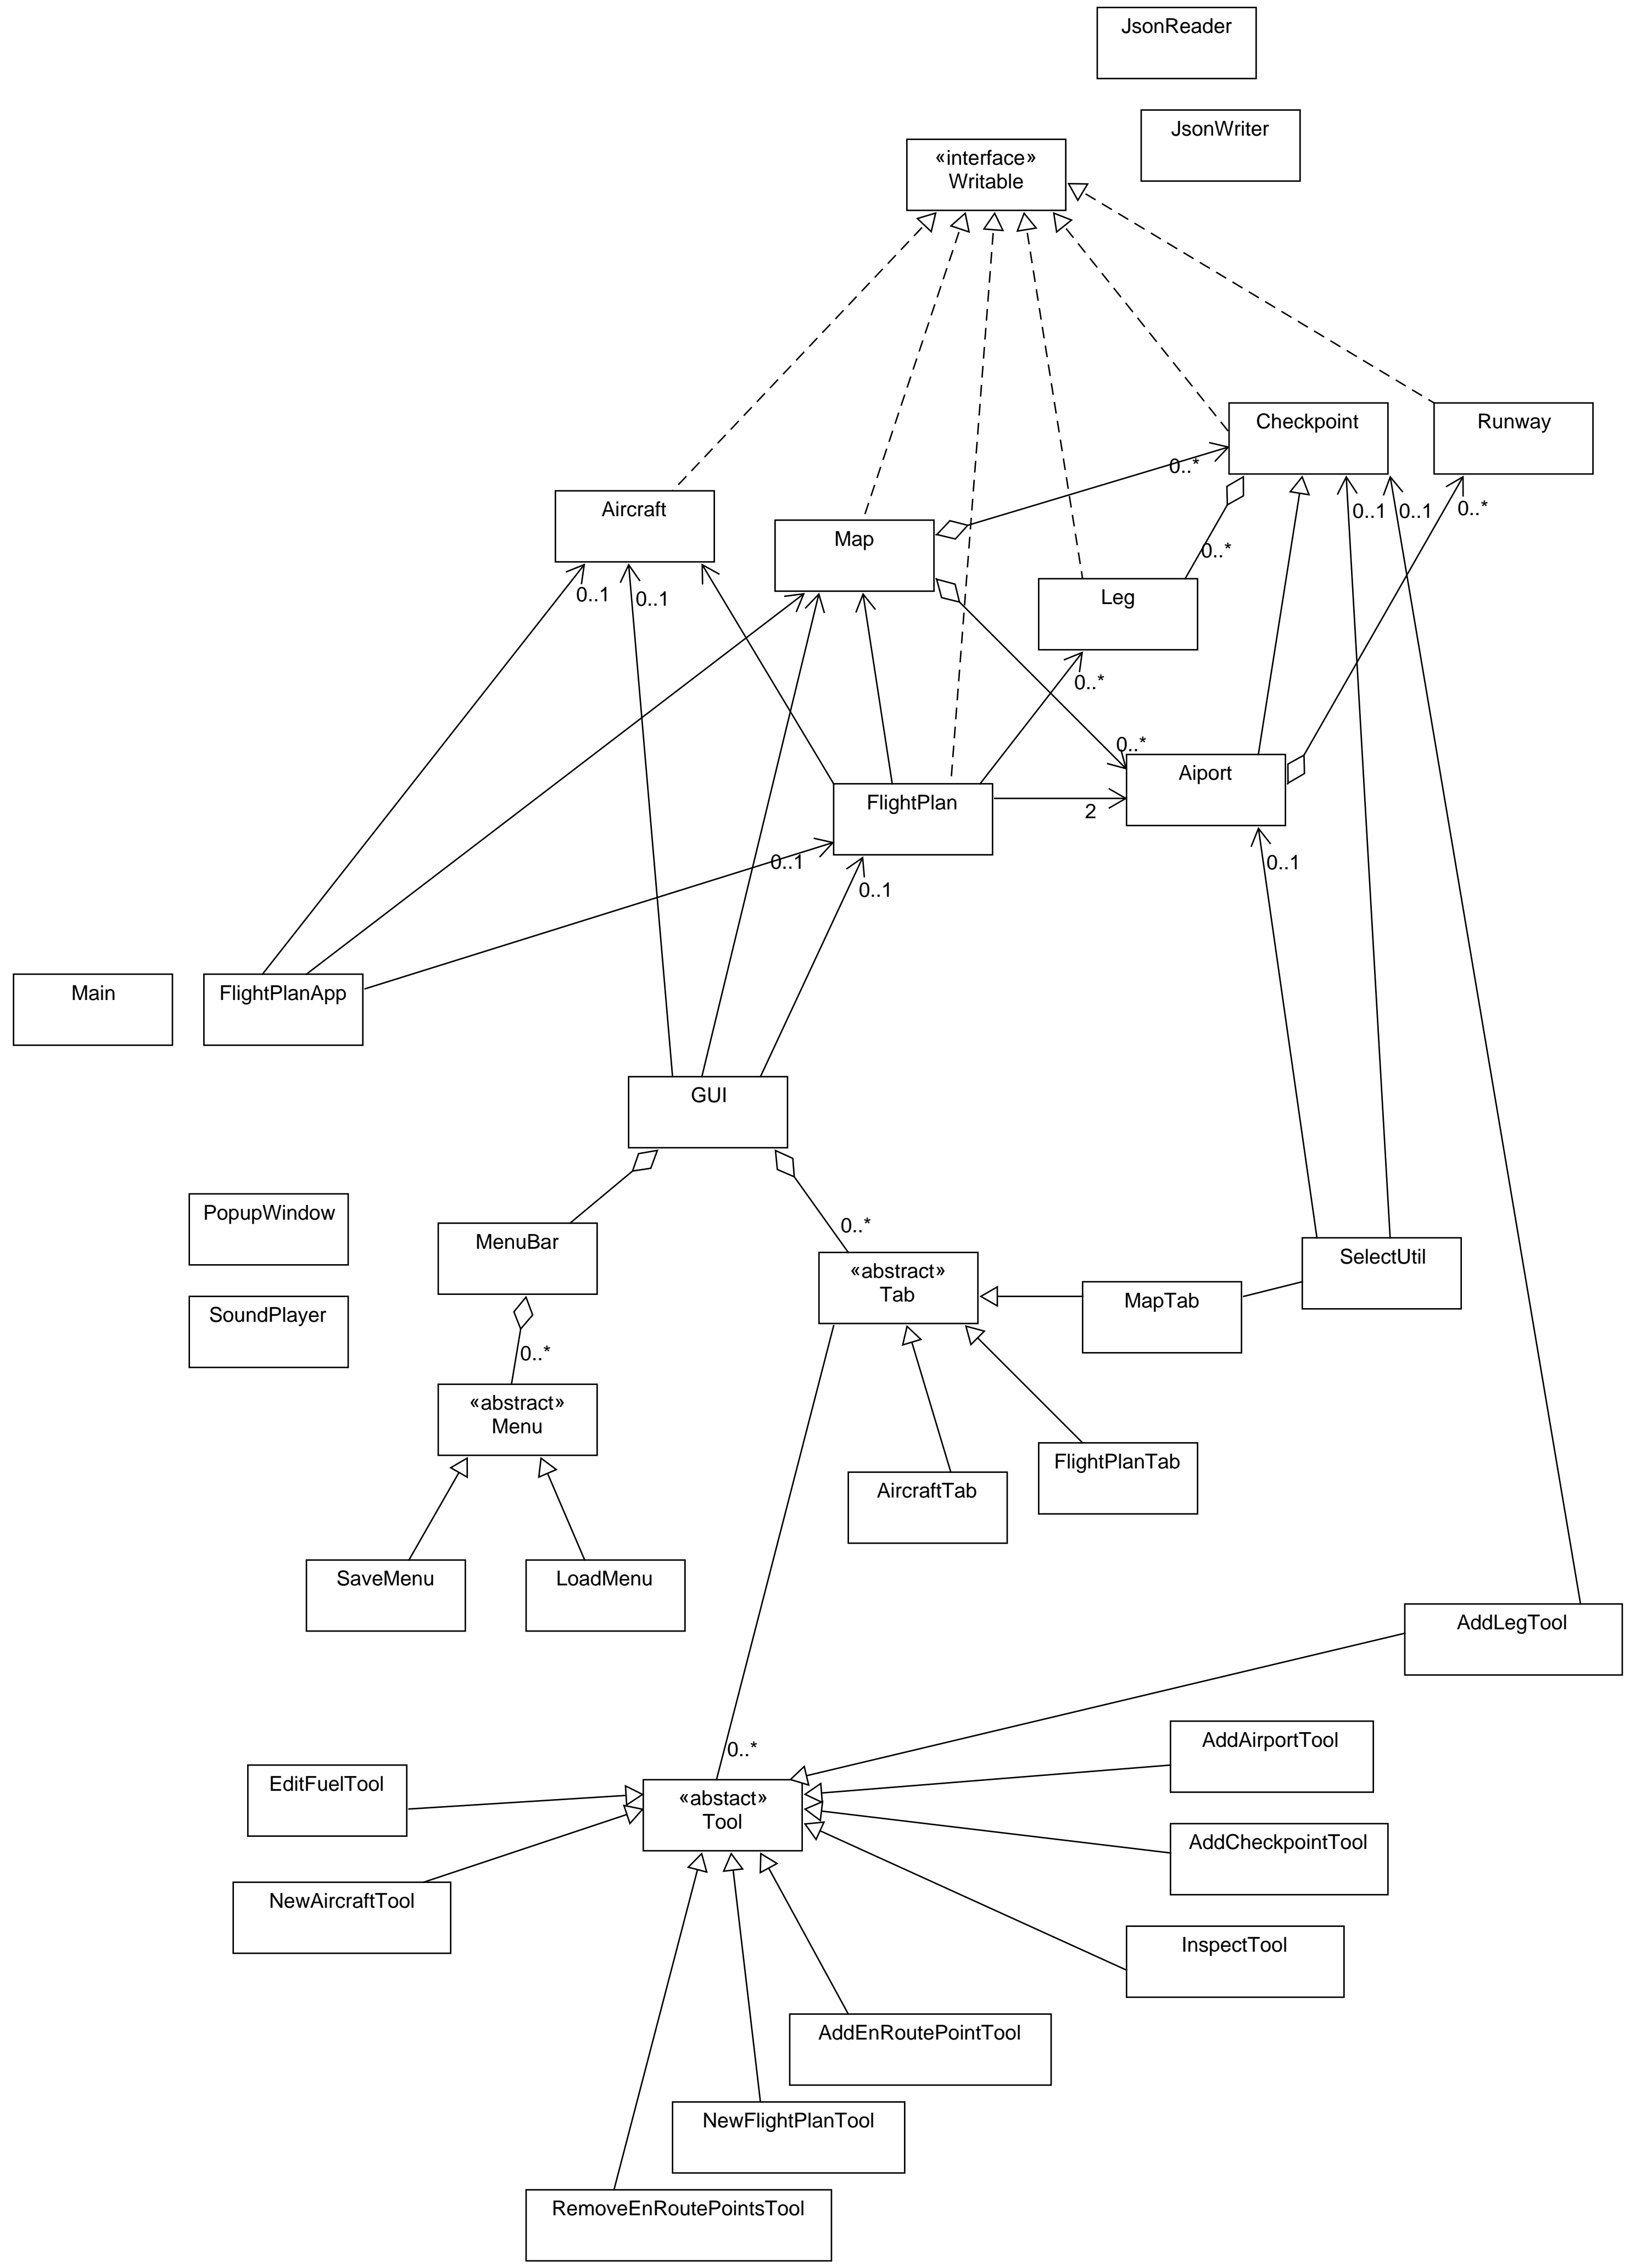 JsonReader
JsonWriter
«interface»
Writable
Checkpoint
Runway
0..*
Aircraft
0..1
0..1
0..*
Map
0..*
0..1
0..1
Leg
0..*
0..*
Aiport
FlightPlan
2
0..1
0..1
0..1
Main
FlightPlanApp
GUI
PopupWindow
MenuBar
0..*
SelectUtil
«abstract»
Tab
MapTab
SoundPlayer
0..*
«abstract»
Menu
FlightPlanTab
AircraftTab
SaveMenu
LoadMenu
AddLegTool
0..*
AddAirportTool
EditFuelTool
«abstact»
Tool
AddCheckpointTool
NewAircraftTool
InspectTool
AddEnRoutePointTool
NewFlightPlanTool
RemoveEnRoutePointsTool